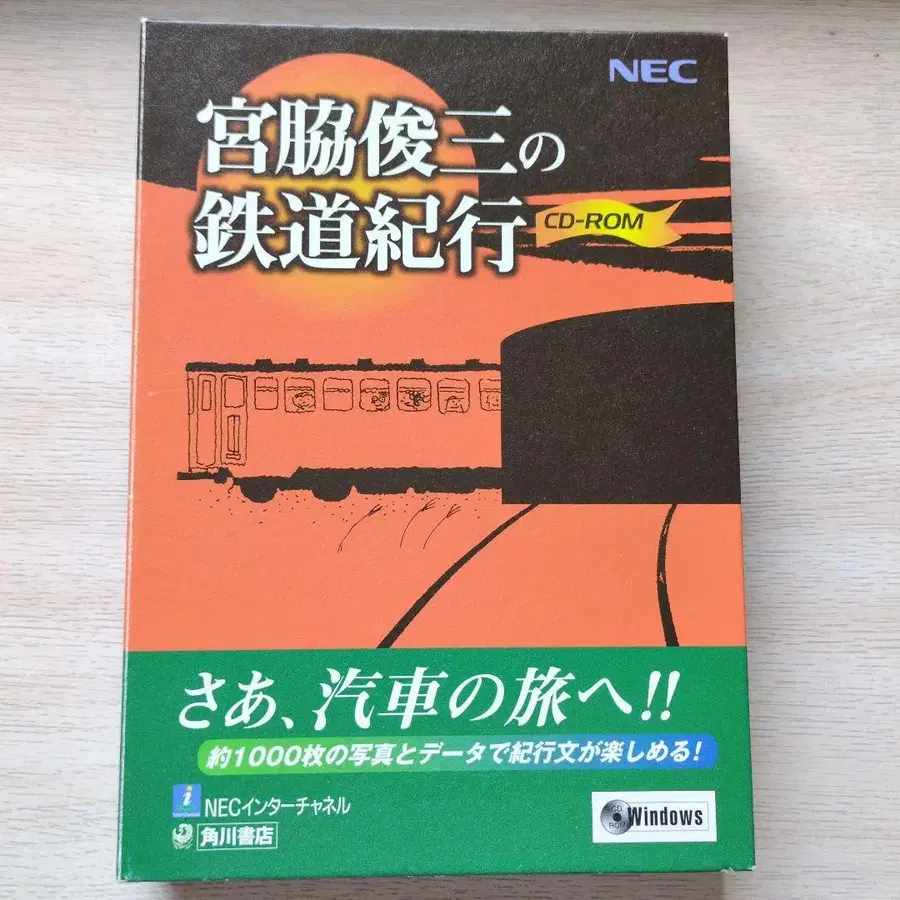 NEC
宮脇俊三の
鉄道紀行
CD-ROM
さあ、汽車の旅へ!!
約1000枚の写真とデータで紀行文が楽しめる!
i
NECインターチャネル
角川書店
CD
ROM
Windows